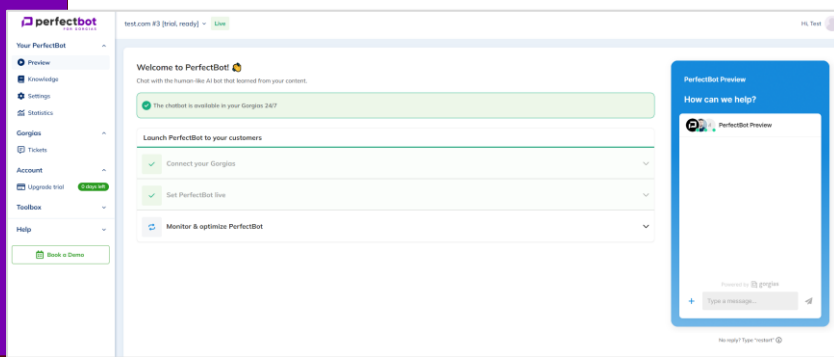 perfectbot
FOR GORGIAS
test.com #3 [trial, ready]
Live
Hi, Test
Your PerfectBot
Preview
Knowledge
Settings
Statistics
Gorgias
Tickets
Account
Upgrade trial
0 days left
Toolbox
Help
Book a Demo
Welcome to PerfectBot!
Chat with the human-like AI bot that learned from your content.
The chatbot is available in your Gorgias 24/7
Launch PerfectBot to your customers
Connect your Gorgias
Set PerfectBot live
Monitor & optimize PerfectBot
PerfectBot Preview
How can we help?
PerfectBot Preview
Powered by gorgias
Type a message...
No reply? Type "restart"